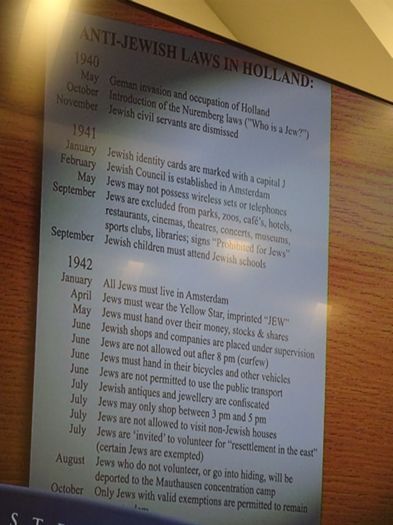 ANTI-JEWISH LAWS IN HOLLAND:
1940
May Geman invasion and occupation of Holland
October Introduction of the Nuremberg laws ("Who is a Jew?")
November Jewish civil servants are dismissed
1941
January Jewish identity cards are marked with a capital J
February Jewish Council is established in Amsterdam
May Jews may not possess wireless sets or telephones
September Jews are excluded from parks, zoos, café's, hotels,
restaurants, cinemas, theatres, concerts, museums,
sports clubs, libraries; signs "Prohibited for Jews"
September Jewish children must attend Jewish schools
1942
January All Jews must live in Amsterdam
April Jews must wear the Yellow Star, imprinted "JEW"
May Jews must hand over their money, stocks & shares
June Jewish shops and companies are placed under supervision
June Jews are not allowed out after 8 pm (curfew)
June Jews must hand in their bicycles and other vehicles
June Jews are not permitted to use the public transport
July Jewish antiques and jewellery are confiscated
July Jews may only shop between 3 pm and 5 pm
July Jews are not allowed to visit non-Jewish houses
July Jews are 'invited' to volunteer for "resettlement in the east"
(certain Jews are exempted)
August Jews who do not volunteer, or go into hiding, will be
deported to the Mauthausen concentration camp
October Only Jews with valid exemptions are permitted to remain